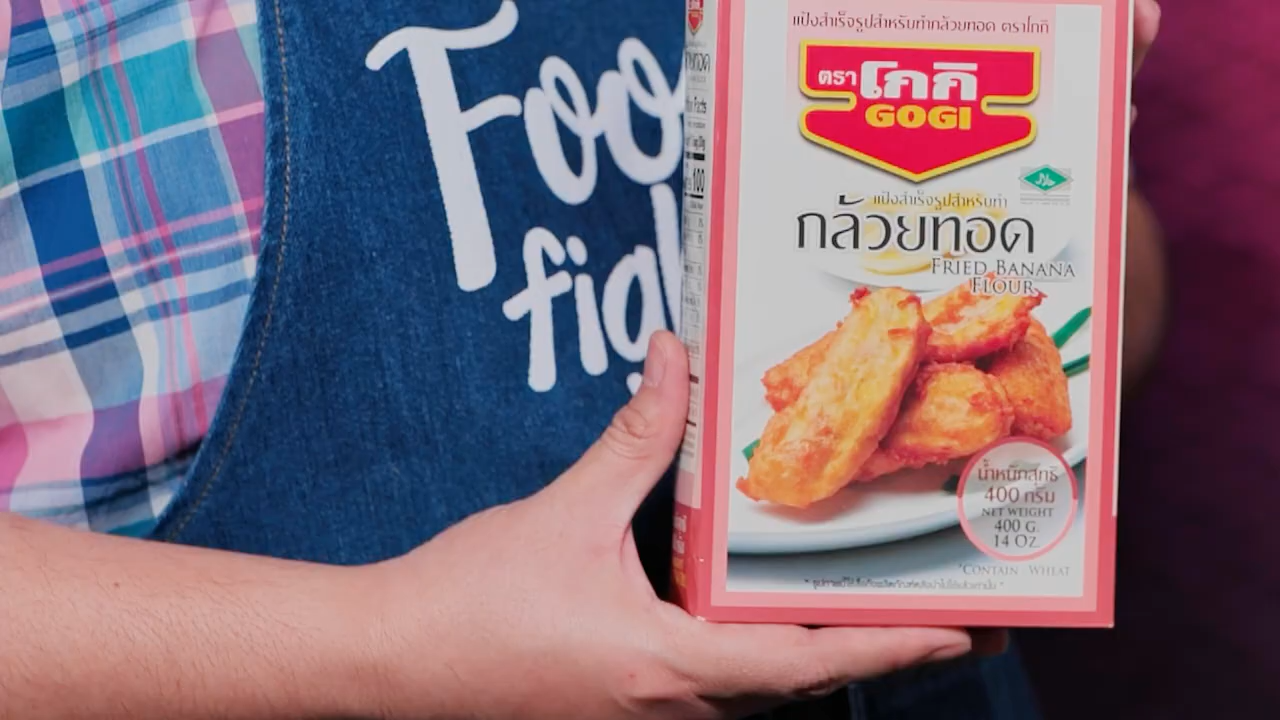 Foo
figh
แป้งสำเร็จรูปสำหรับทำกล้วยทอด ตราโกกิ
ตรา โกกิ
GOGI
แป้งสำเร็จรูปสำหรับทำ
กล้วยทอด
FRIED BANANA
FLOUR
น้ำหนักสุทธิ
400 กรัม
NET WEIGHT
400 G.
14 OZ.
*CONTAIN : WHEAT
100